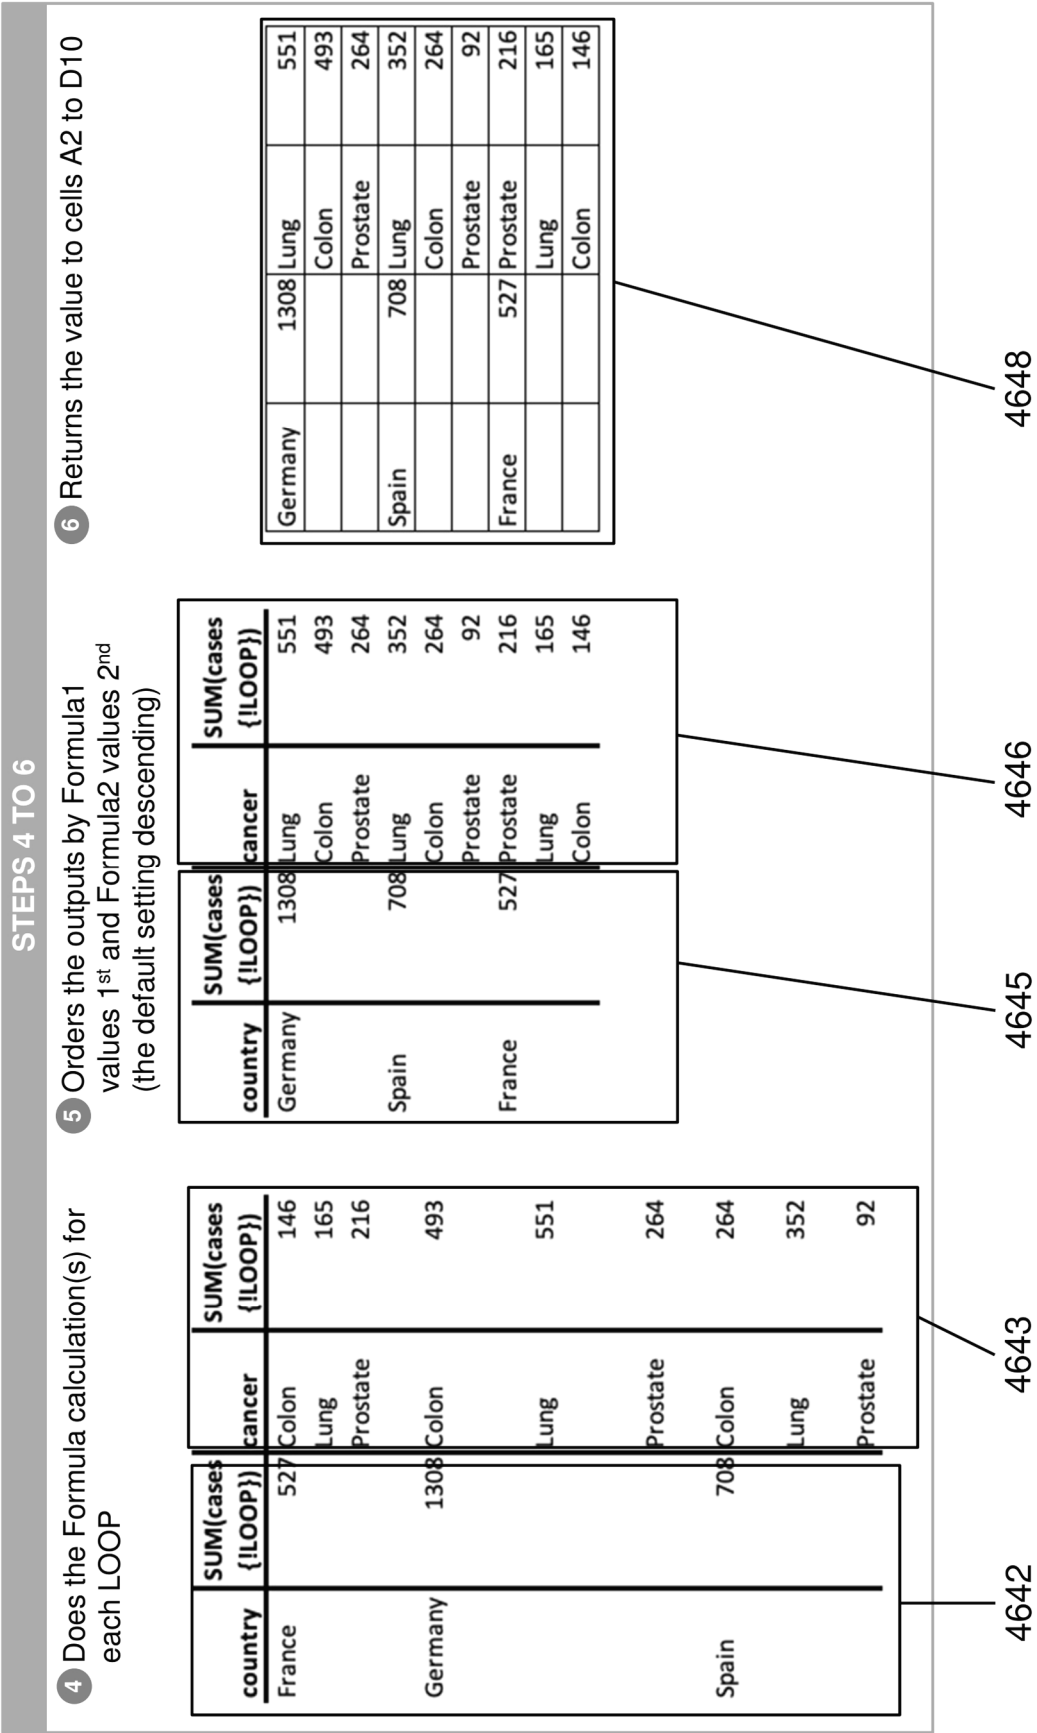 STEPS 4 TO 6
4 Does the Formula calculation(s) for
each LOOP
country SUM(cases {!LOOP}) cancer SUM(cases {!LOOP})
France 527 Colon 146
Lung 165
Prostate 216
Germany 1308 Colon 493
Lung 551
Prostate 264
Spain 708 Colon 264
Lung 352
Prostate 92
5 Orders the outputs by Formula1
values 1st and Formula2 values 2nd
(the default setting descending)
country SUM(cases {!LOOP}) cancer SUM(cases {!LOOP})
Germany 1308 Lung 551
Colon 493
Prostate 264
Spain 708 Lung 352
Colon 264
Prostate 92
France 527 Prostate 216
Lung 165
Colon 146
6 Returns the value to cells A2 to D10
Germany 1308 Lung 551
Colon 493
Prostate 264
Spain 708 Lung 352
Colon 264
Prostate 92
France 527 Prostate 216
Lung 165
Colon 146
4642
4643
4645
4646
4648